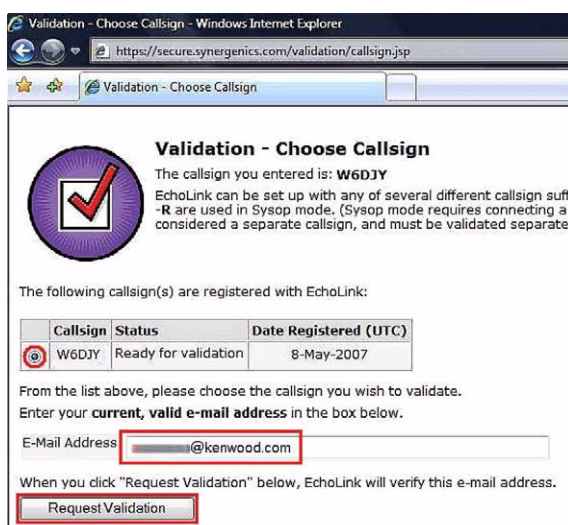 Validation - Choose Callsign - Windows Internet Explorer
https://secure.synergenics.com/validation/callsign.jsp
Validation - Choose Callsign
Validation - Choose Callsign
The callsign you entered is: W6DJY
EchoLink can be set up with any of several different callsign
-R are used in Sysop mode. (Sysop mode requires connecting a
considered a separate callsign, and must be validated
The following callsign(s) are registered with EchoLink:
Callsign Status Date Registered (UTC)
W6DJY Ready for validation 8-May-2007
From the list above, please choose the callsign you wish to validate.
Enter your current, valid e-mail address in the box below.
E-Mail Address @kenwood.com
When you click "Request Validation" below, EchoLink will verify this e-mail address.
Request Validation